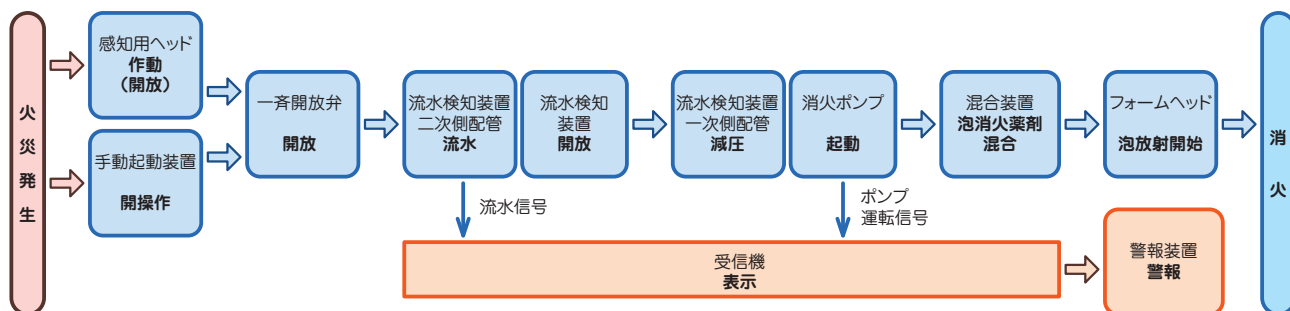 火災発生
感知用ヘッド
作動
（開放）
手動起動装置
開操作
一斉開放弁
開放
流水検知装置
二次側配管
流水
流水検知
装置
開放
流水検知装置
一次側配管
減圧
消火ポンプ
起動
混合装置
泡消火薬剤
混合
フォームヘッド
泡放射開始
消火
流水信号
ポンプ
運転信号
受信機
表示
警報装置
警報